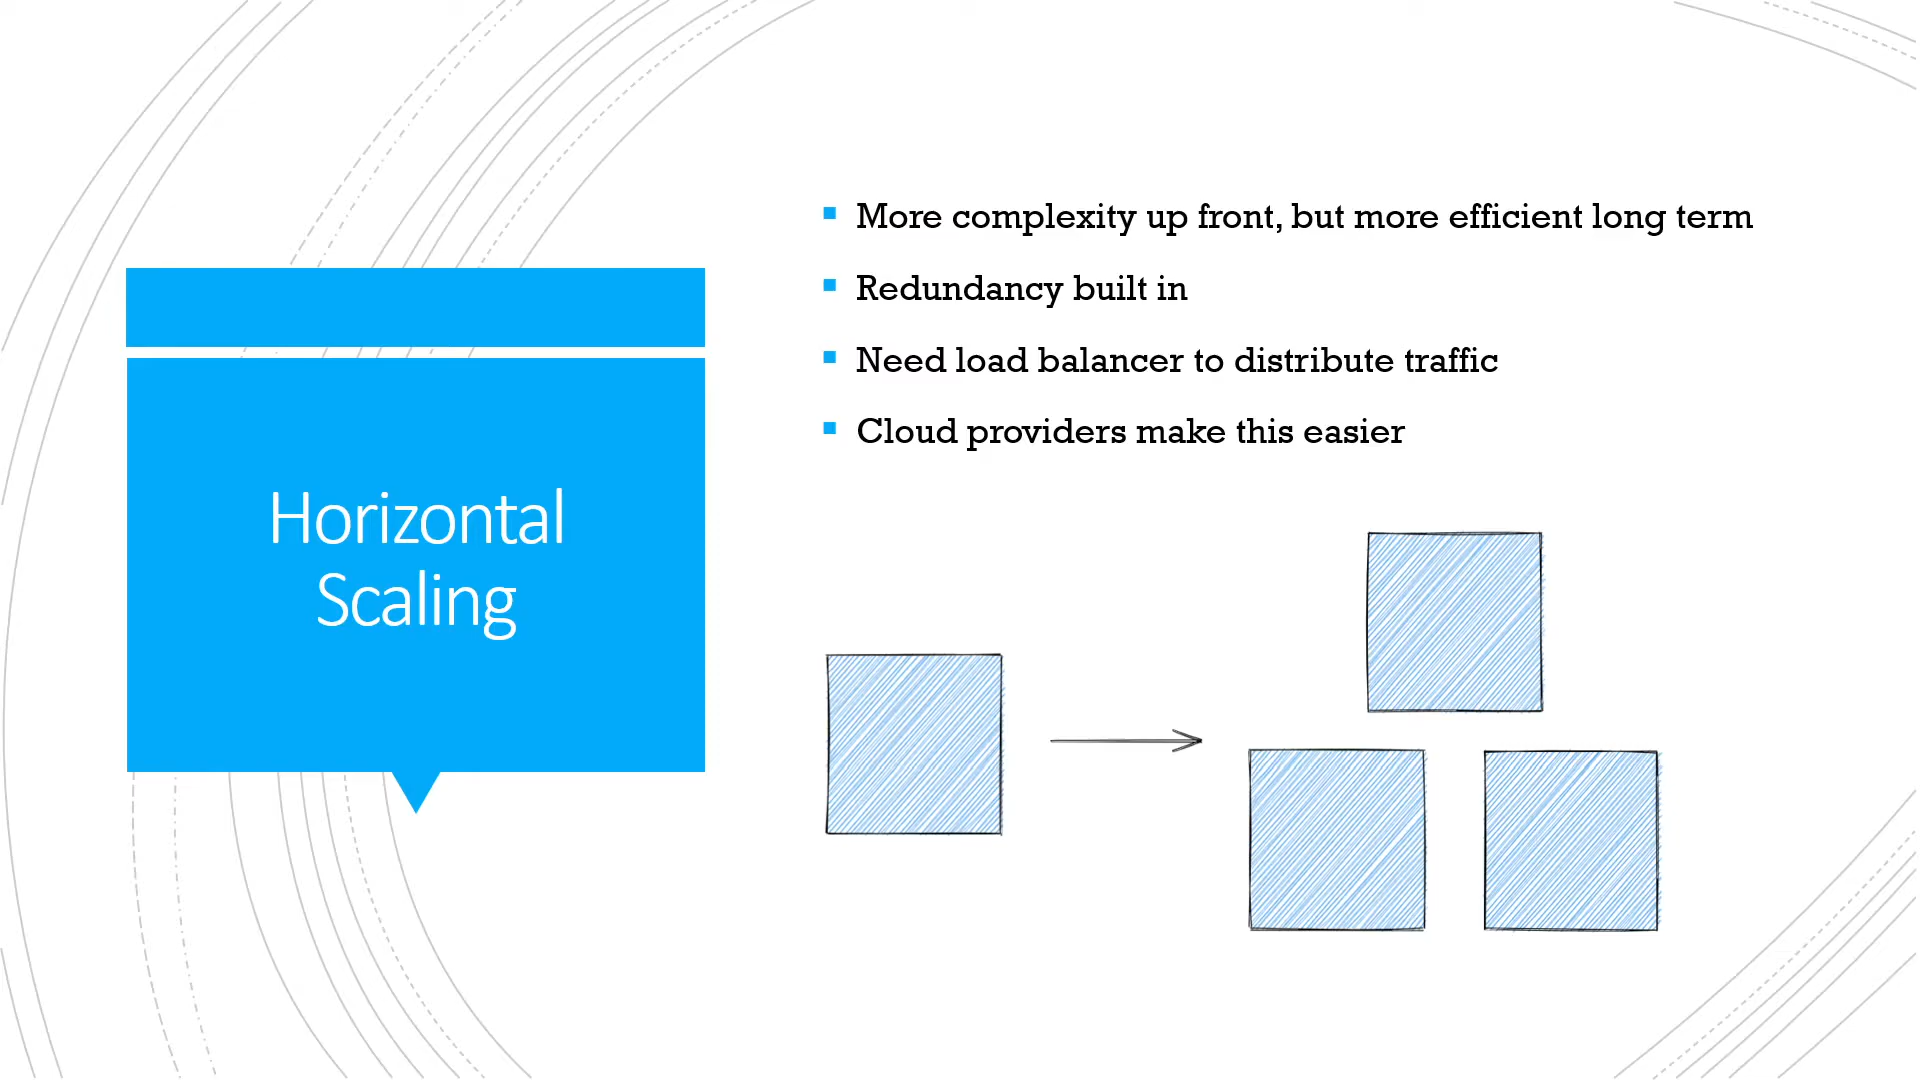 Horizontal
Scaling
More complexity up front, but more efficient long term
Redundancy built in
Need load balancer to distribute traffic
Cloud providers make this easier